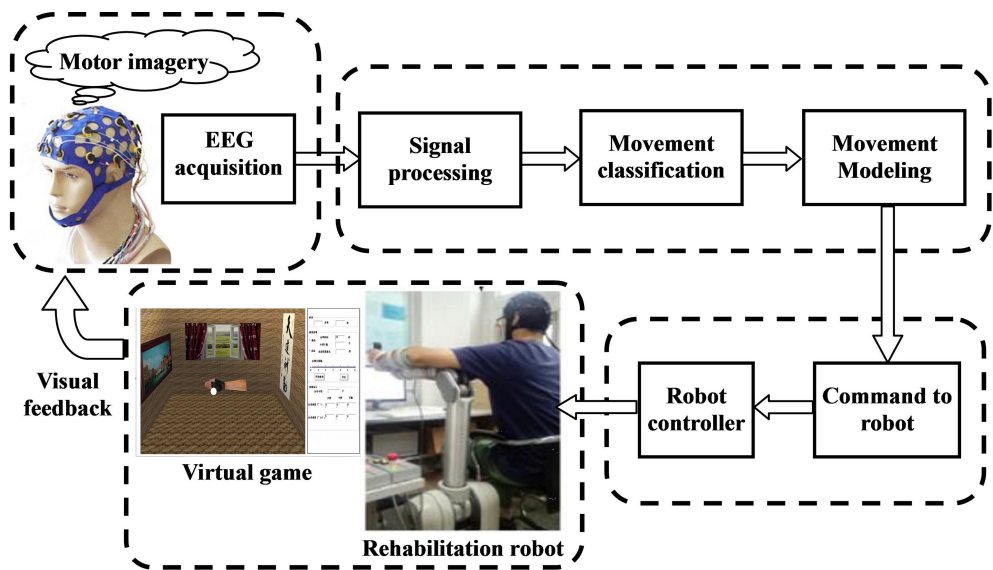 Motor imagery
EEG
acquisition
Signal
processing
Movement
classification
Movement
Modeling
Visual
feedback
Virtual game
Rehabilitation robot
Robot
controller
Command to
robot